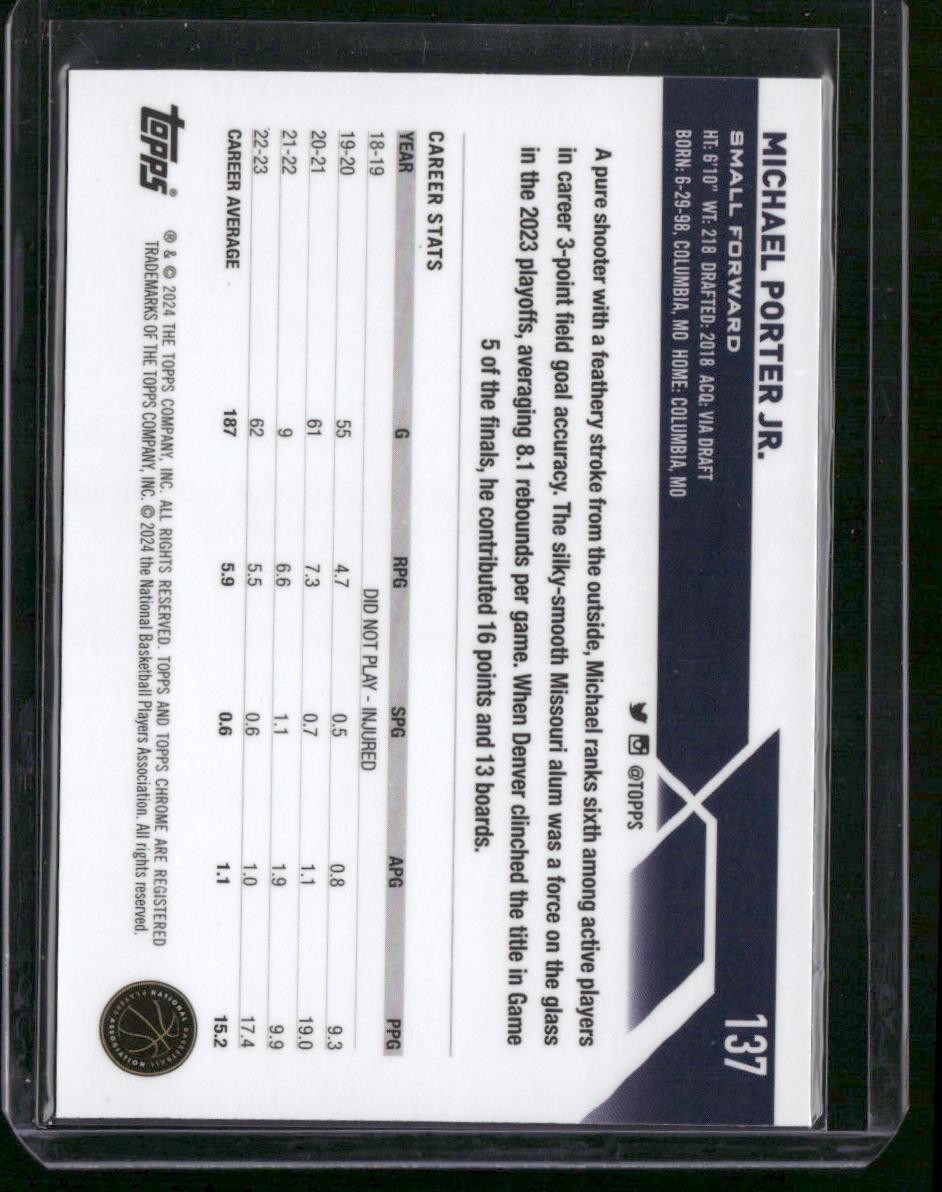 MICHAEL PORTER JR.
137
SMALL FORWARD
HT: 6'10" WT: 218 DRAFTED: 2018 ACQ: VIA DRAFT
BORN: 6-29-98, COLUMBIA, MO HOME: COLUMBIA, MO
@TOPPS
A pure shooter with a feathery stroke from the outside, Michael ranks sixth among active players
in career 3-point field goal accuracy. The silky-smooth Missouri alum was a force on the glass
in the 2023 playoffs, averaging 8.1 rebounds per game. When Denver clinched the title in Game
5 of the finals, he contributed 16 points and 13 boards.
CAREER STATS
YEAR G RPG SPG APG PPG
18-19 DID NOT PLAY - INJURED
19-20 55 4.7 0.5 0.8 9.3
20-21 61 7.3 0.7 1.1 19.0
21-22 9 6.6 1.1 1.9 9.9
22-23 62 5.5 0.6 1.0 17.4
CAREER AVERAGE 187 5.9 0.6 1.1 15.2
topps®
® & © 2024 THE TOPPS COMPANY, INC. ALL RIGHTS RESERVED. TOPPS AND TOPPS CHROME ARE REGISTERED
TRADEMARKS OF THE TOPPS COMPANY, INC. © 2024 the National Basketball Players Association. All rights reserved.
NATIONAL BASKETBALL PLAYERS ASSOCIATION